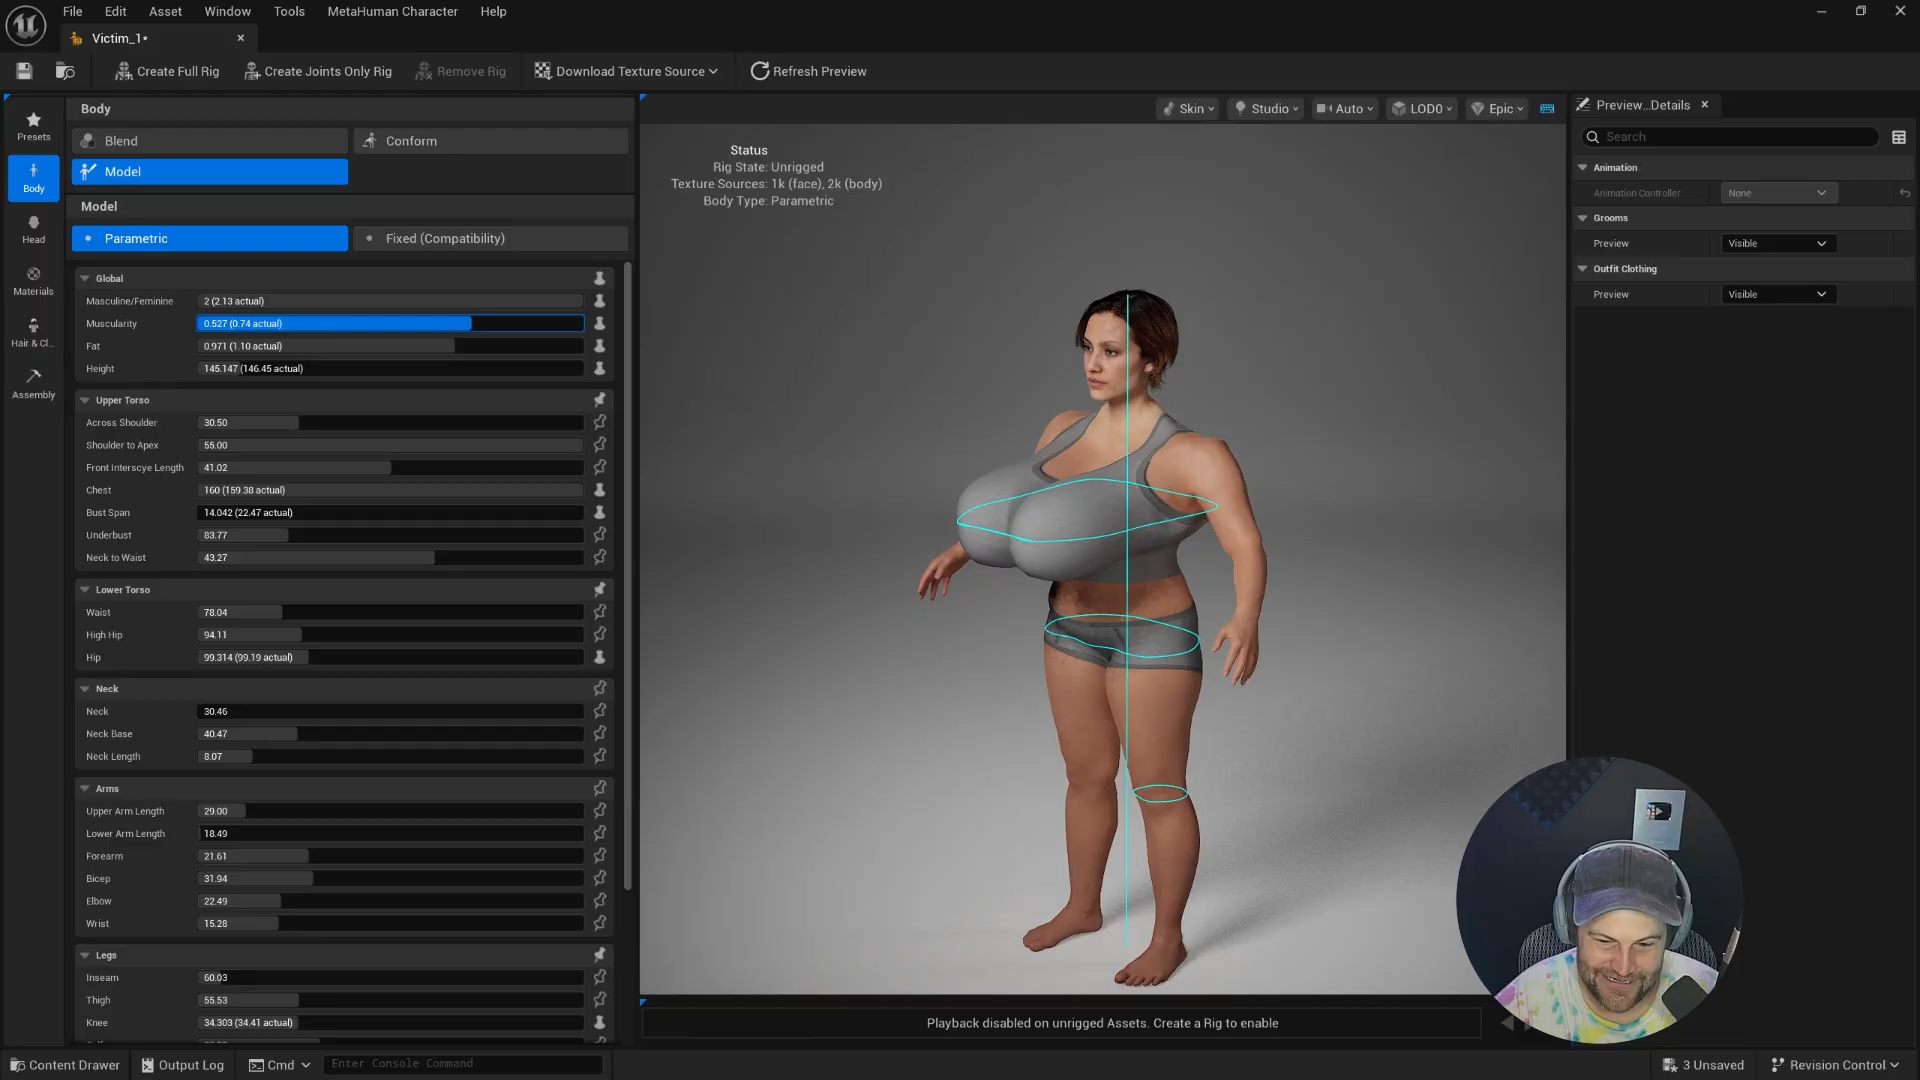 File Edit Asset Window Tools MetaHuman Character Help
Victim_1*
Create Full Rig Create Joints Only Rig Remove Rig Download Texture Source Refresh Preview
Presets
Body
Head
Materials
Hair & Cl...
Assembly
Body
Blend Conform
Model
Model
Parametric Fixed (Compatibility)
Global
Masculine/Feminine 2 (2.13 actual)
Muscularity 0.527 (0.74 actual)
Fat 0.971 (1.10 actual)
Height 145.147 (146.45 actual)
Upper Torso
Across Shoulder 30.50
Shoulder to Apex 55.00
Front Interscye Length 41.02
Chest 160 (159.38 actual)
Bust Span 14.042 (22.47 actual)
Underbust 83.77
Neck to Waist 43.27
Lower Torso
Waist 78.04
High Hip 94.11
Hip 99.314 (99.19 actual)
Neck
Neck 30.46
Neck Base 40.47
Neck Length 8.07
Arms
Upper Arm Length 29.00
Lower Arm Length 18.49
Forearm 21.61
Bicep 31.94
Elbow 22.49
Wrist 15.28
Legs
Inseam 60.03
Thigh 55.53
Knee 34.303 (34.41 actual)
Skin Studio Auto LOD0 Epic
Status
Rig State: Unrigged
Texture Sources: 1k (face), 2k (body)
Body Type: Parametric
Playback disabled on unrigged Assets. Create a Rig to enable
Preview...Details
Search
Animation
Animation Controller None
Grooms
Preview Visible
Outfit Clothing
Preview Visible
Content Drawer Output Log Cmd Enter Console Command 3 Unsaved Revision Control